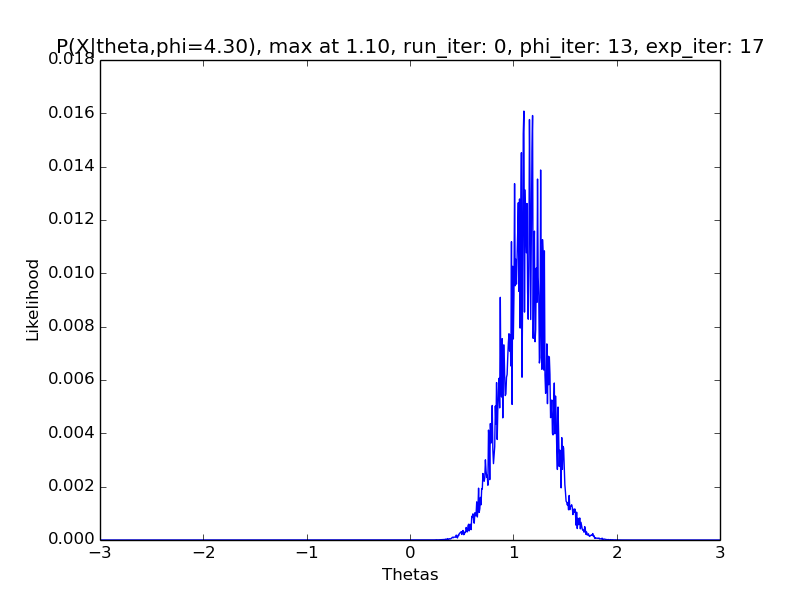 P(X|theta,phi=4.30), max at 1.10, run_iter: 0, phi_iter: 13, exp_iter: 17
0.018
0.016
0.014
0.012
0.010
0.008
0.006
0.004
0.002
0.000
Likelihood
−3 −2 −1 0 1 2 3
Thetas